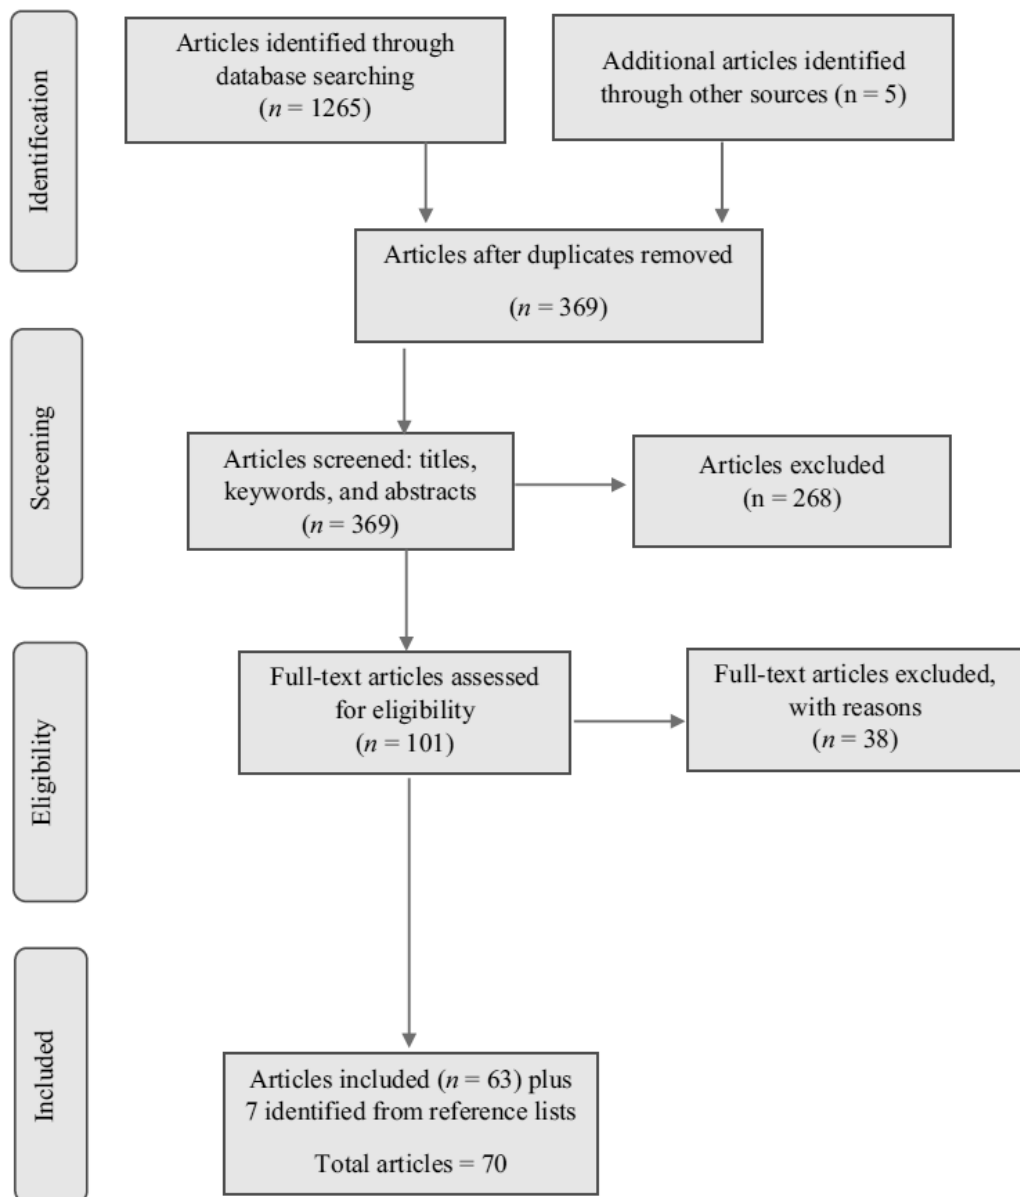 Identification
Articles identified through
database searching
(n = 1265)
Additional articles identified
through other sources (n = 5)
Articles after duplicates removed
(n = 369)
Screening
Articles screened: titles,
keywords, and abstracts
(n = 369)
Articles excluded
(n = 268)
Eligibility
Full-text articles assessed
for eligibility
(n = 101)
Full-text articles excluded,
with reasons
(n = 38)
Included
Articles included (n = 63) plus
7 identified from reference lists
Total articles = 70